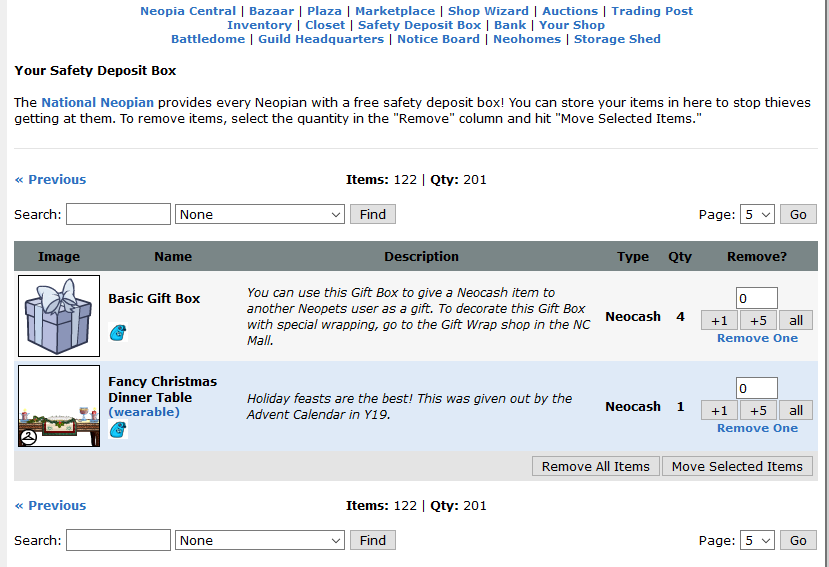 Neopia Central | Bazaar | Plaza | Marketplace | Shop Wizard | Auctions | Trading Post
Inventory | Closet | Safety Deposit Box | Bank | Your Shop
Battledome | Guild Headquarters | Notice Board | Neohomes | Storage Shed
Your Safety Deposit Box
The National Neopian provides every Neopian with a free safety deposit box! You can store your items in here to stop thieves
getting at them. To remove items, select the quantity in the "Remove" column and hit "Move Selected Items."
« Previous Items: 122 | Qty: 201
Search: None Find Page: 5 Go
Image Name Description Type Qty Remove?
Basic Gift Box
You can use this Gift Box to give a Neocash item to
another Neopets user as a gift. To decorate this Gift Box
with special wrapping, go to the Gift Wrap shop in the NC
Mall.
Neocash 4
0
+1 +5 all
Remove One
Fancy Christmas
Dinner Table
(wearable)
Holiday feasts are the best! This was given out by the
Advent Calendar in Y19.
Neocash 1
0
+1 +5 all
Remove One
Remove All Items Move Selected Items
« Previous Items: 122 | Qty: 201
Search: None Find Page: 5 Go